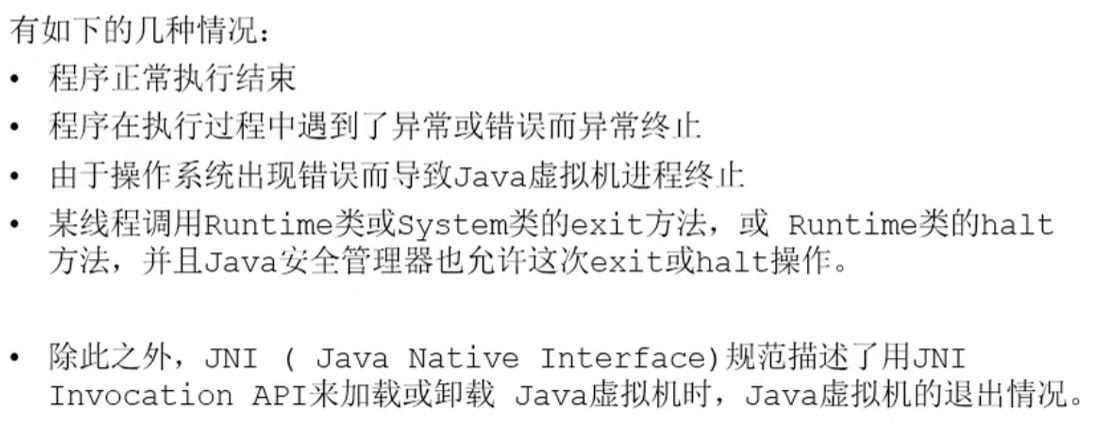 有如下的几种情况:
• 程序正常执行结束
• 程序在执行过程中遇到了异常或错误而异常终止
• 由于操作系统出现错误而导致Java虚拟机进程终止
• 某线程调用Runtime类或System类的exit方法，或 Runtime类的halt
方法，并且Java安全管理器也允许这次exit或halt操作。
• 除此之外，JNI ( Java Native Interface)规范描述了用JNI
Invocation API来加载或卸载 Java虚拟机时，Java虚拟机的退出情况。